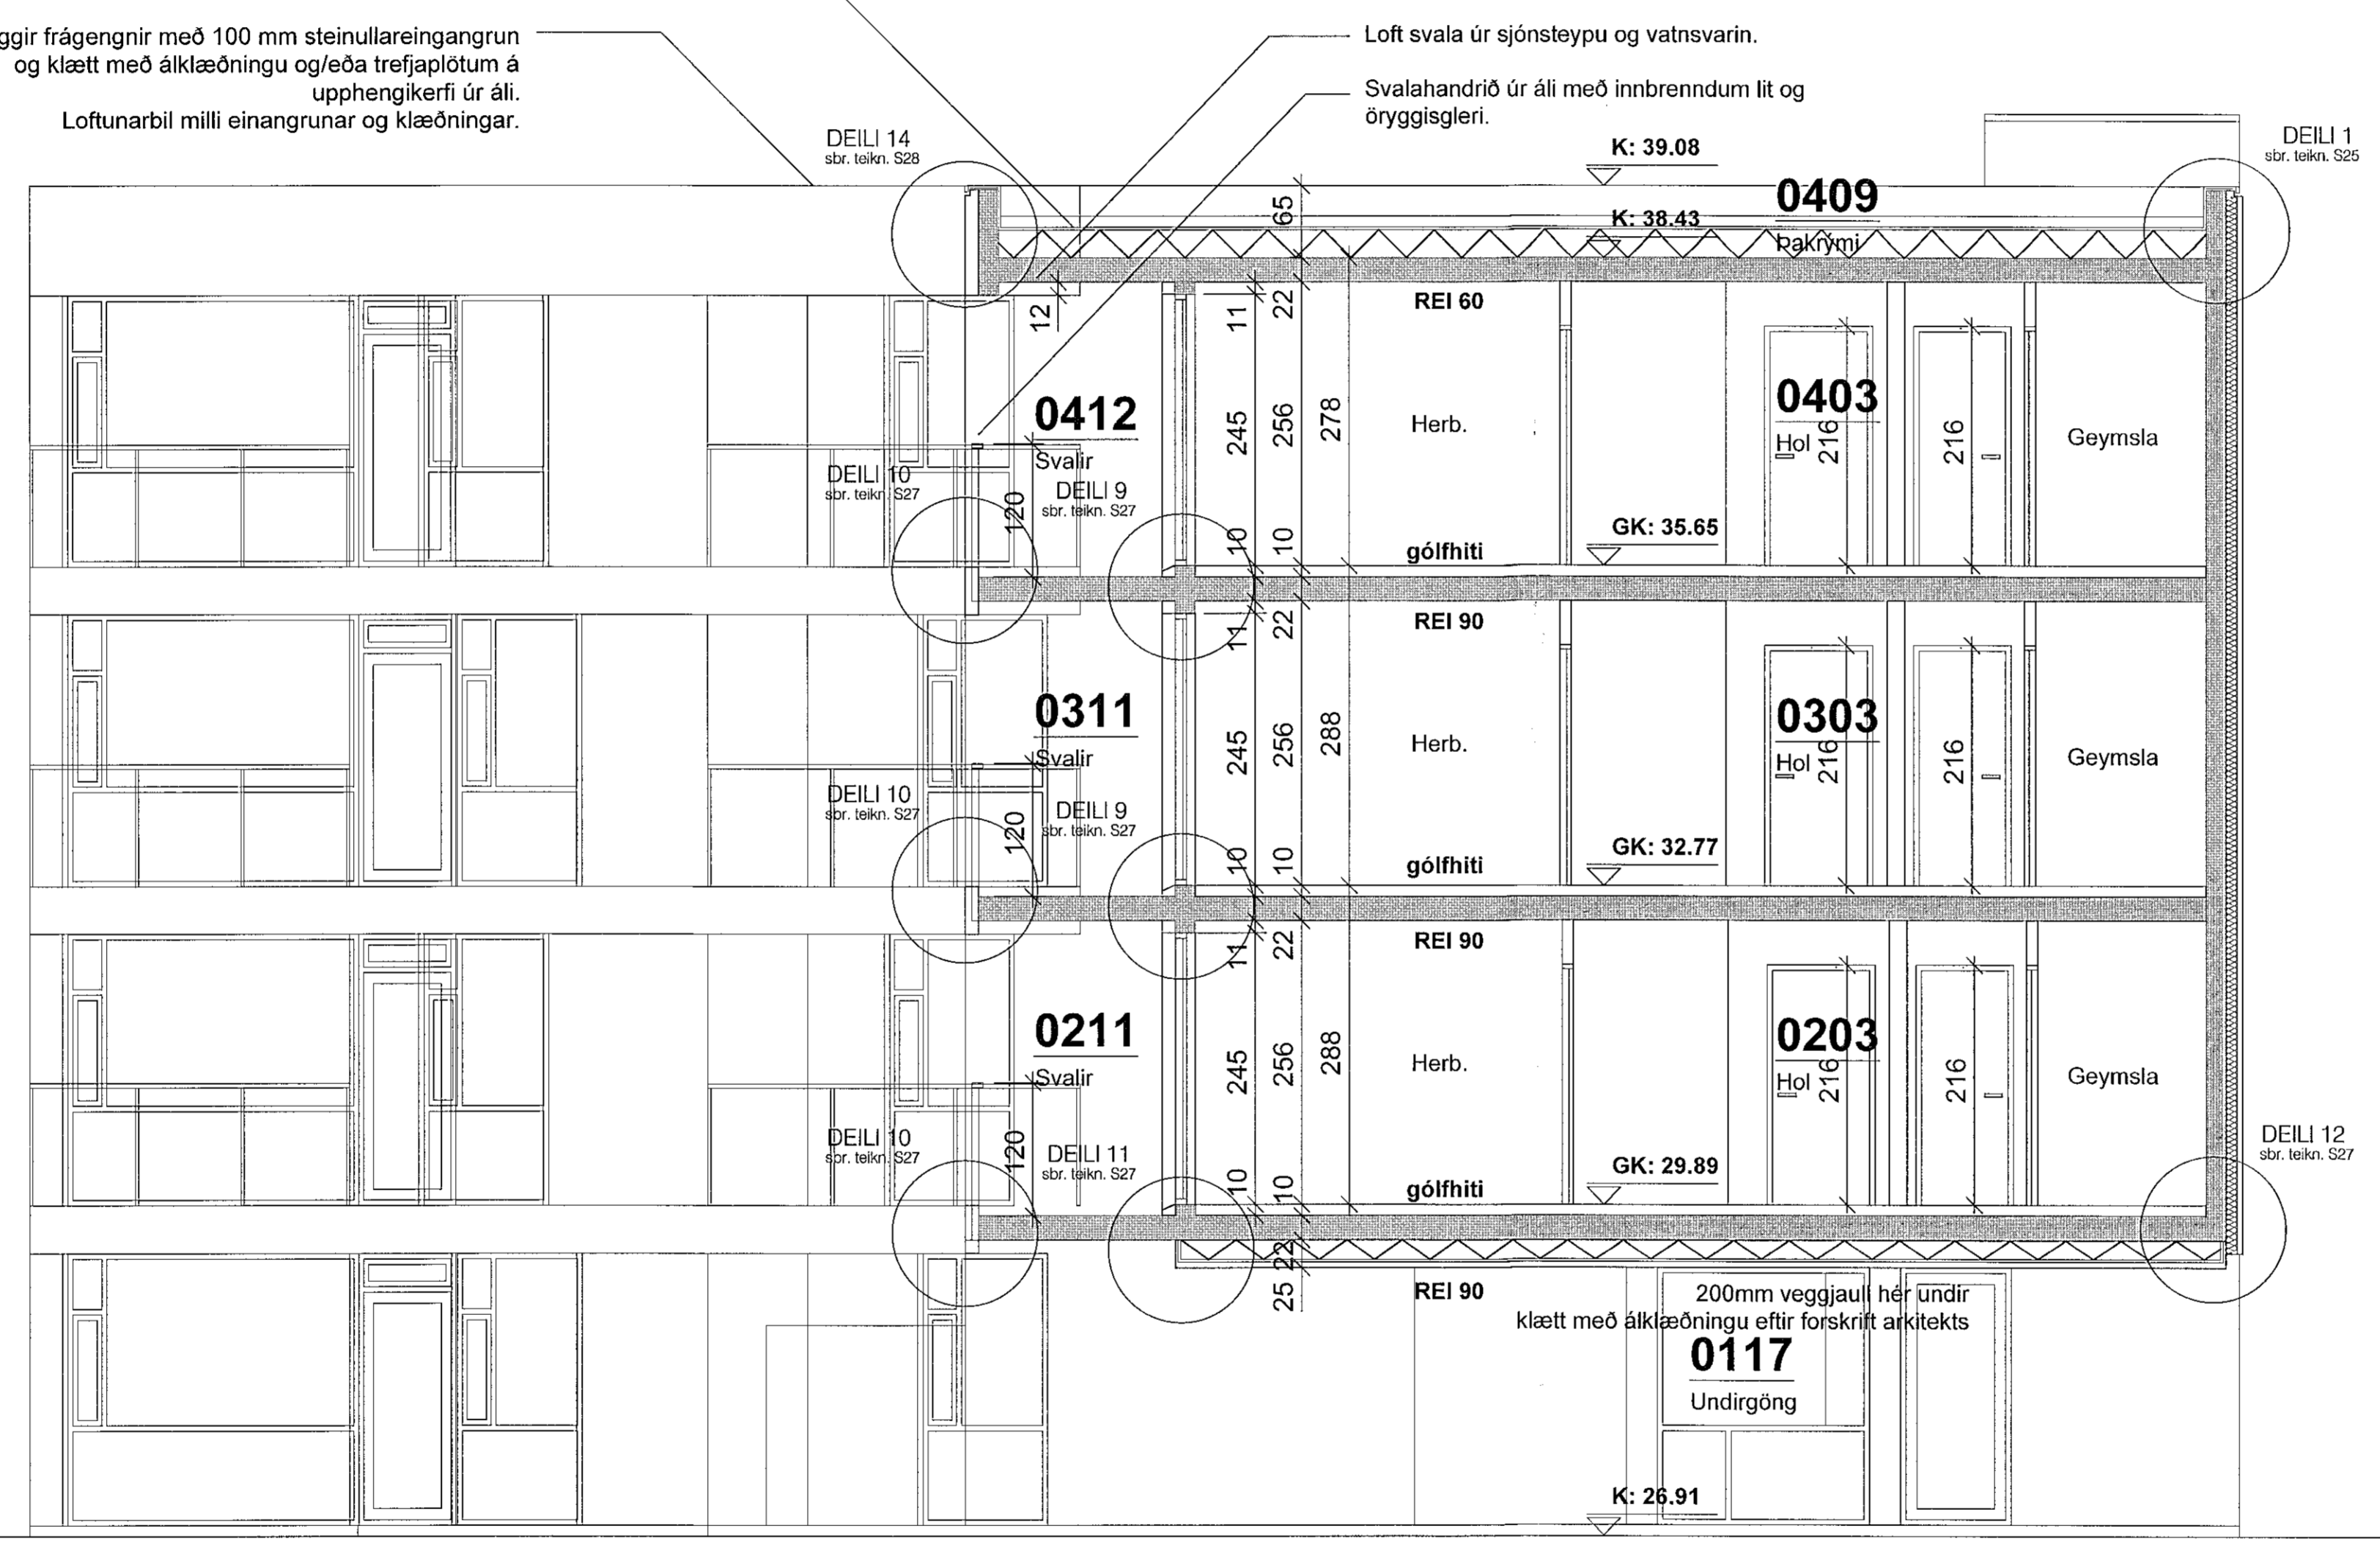 ggir frágengnir með 100 mm steinullareingangrun
og klætt með álklæðningu og/eða trefjaplötum á
upphengikerfi úr áli.
Loftunarbil milli einangrunar og klæðningar.
Loft svala úr sjónsteypu og vatnsvarin.
Svalahandrið úr áli með innbrenndum lit og
öryggisgleri.
DEILI 14
sbr. teikn. S28
DEILI 1
sbr. teikn. S25
K: 39.08
65
K: 38.43
0409
Þakrými
12
11
22
REI 60
0412
Svalir
245
256
278
Herb.
0403
Hol
216
216
Geymsla
DEILI 10
sbr. teikn. S27
DEILI 9
sbr. teikn. S27
120
10
10
gólfhiti
GK: 35.65
11
22
REI 90
0311
Svalir
245
256
288
Herb.
0303
Hol
216
216
Geymsla
DEILI 10
sbr. teikn. S27
DEILI 9
sbr. teikn. S27
120
10
10
gólfhiti
GK: 32.77
11
22
REI 90
0211
Svalir
245
256
288
Herb.
0203
Hol
216
216
Geymsla
DEILI 10
sbr. teikn. S27
DEILI 11
sbr. teikn. S27
120
10
10
gólfhiti
GK: 29.89
DEILI 12
sbr. teikn. S27
22
25
REI 90
200mm veggjaull hér undir
klætt með álklæðningu eftir forskrift arkitekts
0117
Undirgöng
K: 26.91